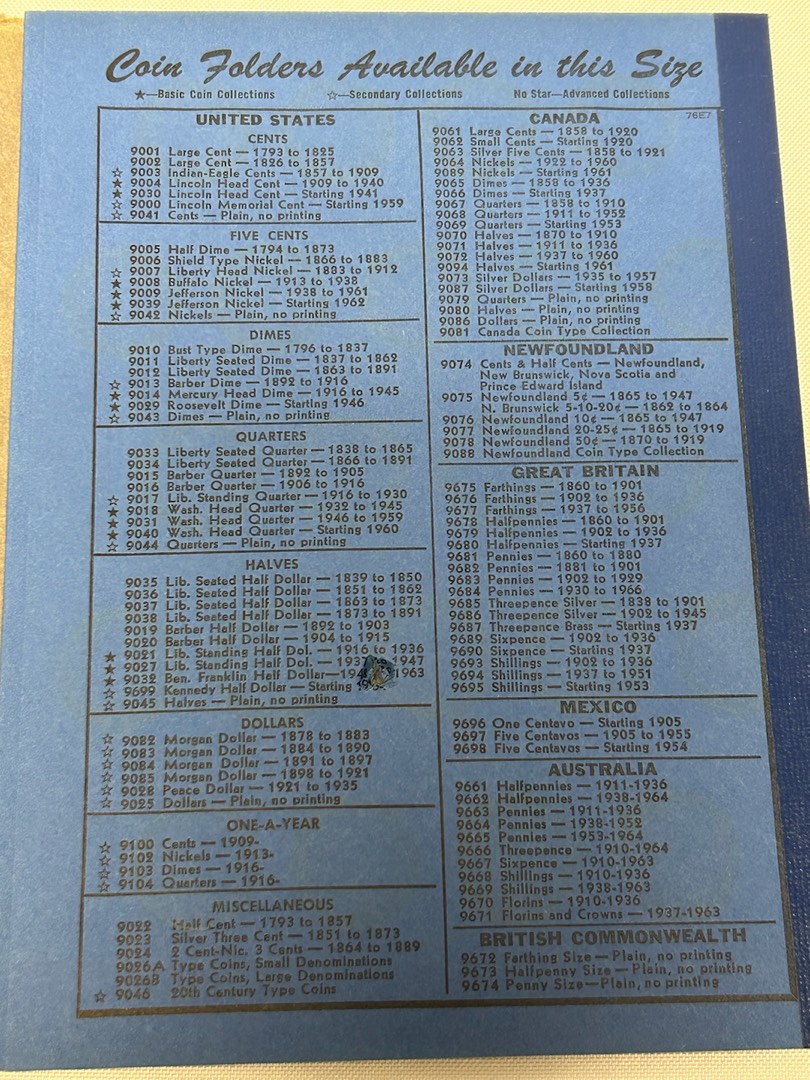 Coin Folders Available in this Size
★—Basic Coin Collections ☆—Secondary Collections No Star—Advanced Collections
UNITED STATES
CENTS
9001 Large Cent — 1793 to 1825
9002 Large Cent — 1826 to 1857
☆ 9003 Indian-Eagle Cents — 1857 to 1909
★ 9004 Lincoln Head Cent — 1909 to 1940
★ 9030 Lincoln Head Cent — Starting 1941
☆ 9000 Lincoln Memorial Cent — Starting 1959
☆ 9041 Cents — Plain, no printing
FIVE CENTS
9005 Half Dime — 1794 to 1873
9006 Shield Type Nickel — 1866 to 1883
☆ 9007 Liberty Head Nickel — 1883 to 1912
★ 9008 Buffalo Nickel — 1913 to 1938
★ 9009 Jefferson Nickel — 1938 to 1961
★ 9039 Jefferson Nickel — Starting 1962
☆ 9042 Nickels — Plain, no printing
DIMES
9010 Bust Type Dime — 1796 to 1837
9011 Liberty Seated Dime — 1837 to 1862
9012 Liberty Seated Dime — 1863 to 1891
☆ 9013 Barber Dime — 1892 to 1916
★ 9014 Mercury Head Dime — 1916 to 1945
★ 9029 Roosevelt Dime — Starting 1946
☆ 9043 Dimes — Plain, no printing
QUARTERS
9033 Liberty Seated Quarter — 1838 to 1865
9034 Liberty Seated Quarter — 1866 to 1891
9015 Barber Quarter — 1892 to 1905
9016 Barber Quarter — 1906 to 1916
☆ 9017 Lib. Standing Quarter — 1916 to 1930
★ 9018 Wash. Head Quarter — 1932 to 1945
★ 9031 Wash. Head Quarter — 1946 to 1959
★ 9040 Wash. Head Quarter — Starting 1960
☆ 9044 Quarters — Plain, no printing
HALVES
9035 Lib. Seated Half Dollar — 1839 to 1850
9036 Lib. Seated Half Dollar — 1851 to 1862
9037 Lib. Seated Half Dollar — 1863 to 1873
9038 Lib. Seated Half Dollar — 1873 to 1891
9019 Barber Half Dollar — 1892 to 1903
9020 Barber Half Dollar — 1904 to 1915
★ 9021 Lib. Standing Half Dol. — 1916 to 1936
★ 9027 Lib. Standing Half Dol. — 1947
★ 9032 Ben. Franklin Half Dollar — 1963
☆ 9699 Kennedy Half Dollar — Starting
☆ 9045 Halves — Plain, no printing
DOLLARS
☆ 9082 Morgan Dollar — 1878 to 1883
☆ 9083 Morgan Dollar — 1884 to 1890
☆ 9084 Morgan Dollar — 1891 to 1897
☆ 9085 Morgan Dollar — 1898 to 1921
☆ 9028 Peace Dollar — 1921 to 1935
☆ 9025 Dollars — Plain, no printing
ONE-A-YEAR
☆ 9100 Cents — 1909-
☆ 9102 Nickels — 1913-
☆ 9103 Dimes — 1916-
☆ 9104 Quarters — 1916-
MISCELLANEOUS
9022 Half Cent — 1793 to 1857
9023 Silver Three Cent — 1851 to 1873
9024 2 Cent-Nic. 3 Cents — 1864 to 1889
9026A Type Coins, Small Denominations
9026B Type Coins, Large Denominations
☆ 9046 20th Century Type Coins
CANADA
76E7
9061 Large Cents — 1858 to 1920
9062 Small Cents — Starting 1920
9063 Silver Five Cents — 1858 to 1921
9064 Nickels — 1922 to 1960
9089 Nickels — Starting 1961
9065 Dimes — 1858 to 1936
9066 Dimes — Starting 1937
9067 Quarters — 1858 to 1910
9068 Quarters — 1911 to 1952
9069 Quarters — Starting 1953
9070 Halves — 1870 to 1910
9071 Halves — 1911 to 1936
9072 Halves — 1937 to 1960
9094 Halves — Starting 1961
9073 Silver Dollars — 1935 to 1957
9087 Silver Dollars — Starting 1958
9079 Quarters — Plain, no printing
9080 Halves — Plain, no printing
9086 Dollars — Plain, no printing
9081 Canada Coin Type Collection
NEWFOUNDLAND
9074 Cents & Half Cents — Newfoundland,
New Brunswick, Nova Scotia and
Prince Edward Island
9075 Newfoundland 5¢ — 1865 to 1947
N. Brunswick 5-10-20¢ — 1862 to 1864
9076 Newfoundland 10¢ — 1865 to 1947
9077 Newfoundland 20-25¢ — 1865 to 1919
9078 Newfoundland 50¢ — 1870 to 1919
9088 Newfoundland Coin Type Collection
GREAT BRITAIN
9675 Farthings — 1860 to 1901
9676 Farthings — 1902 to 1936
9677 Farthings — 1937 to 1956
9678 Halfpennies — 1860 to 1901
9679 Halfpennies — 1902 to 1936
9680 Halfpennies — Starting 1937
9681 Pennies — 1860 to 1880
9682 Pennies — 1881 to 1901
9683 Pennies — 1902 to 1929
9684 Pennies — 1930 to 1966
9685 Threepence Silver — 1838 to 1901
9686 Threepence Silver — 1902 to 1945
9687 Threepence Brass — Starting 1937
9689 Sixpence — 1902 to 1936
9690 Sixpence — Starting 1937
9693 Shillings — 1902 to 1936
9694 Shillings — 1937 to 1951
9695 Shillings — Starting 1953
MEXICO
9696 One Centavo — Starting 1905
9697 Five Centavos — 1905 to 1955
9698 Five Centavos — Starting 1954
AUSTRALIA
9661 Halfpennies — 1911-1936
9662 Halfpennies — 1938-1964
9663 Pennies — 1911-1936
9664 Pennies — 1938-1952
9665 Pennies — 1953-1964
9666 Threepence — 1910-1964
9667 Sixpence — 1910-1963
9668 Shillings — 1910-1936
9669 Shillings — 1938-1963
9670 Florins — 1910-1936
9671 Florins and Crowns — 1937-1963
BRITISH COMMONWEALTH
9672 Farthing Size — Plain, no printing
9673 Halfpenny Size — Plain, no printing
9674 Penny Size — Plain, no printing